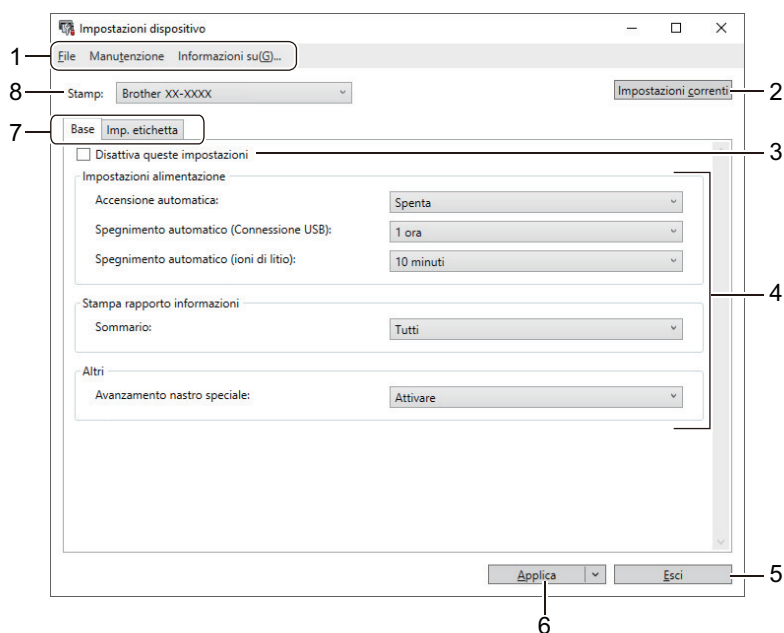 Impostazioni dispositivo
1
File Manutenzione Informazioni su(G)...
8
Stamp: Brother XX-XXXX
Impostazioni correnti
2
7
Base Imp. etichetta
Disattiva queste impostazioni
3
Impostazioni alimentazione
Accensione automatica: Spenta
Spegnimento automatico (Connessione USB): 1 ora
Spegnimento automatico (ioni di litio): 10 minuti
4
Stampa rapporto informazioni
Sommario: Tutti
Altri
Avanzamento nastro speciale: Attivare
Applica Esci
5
6